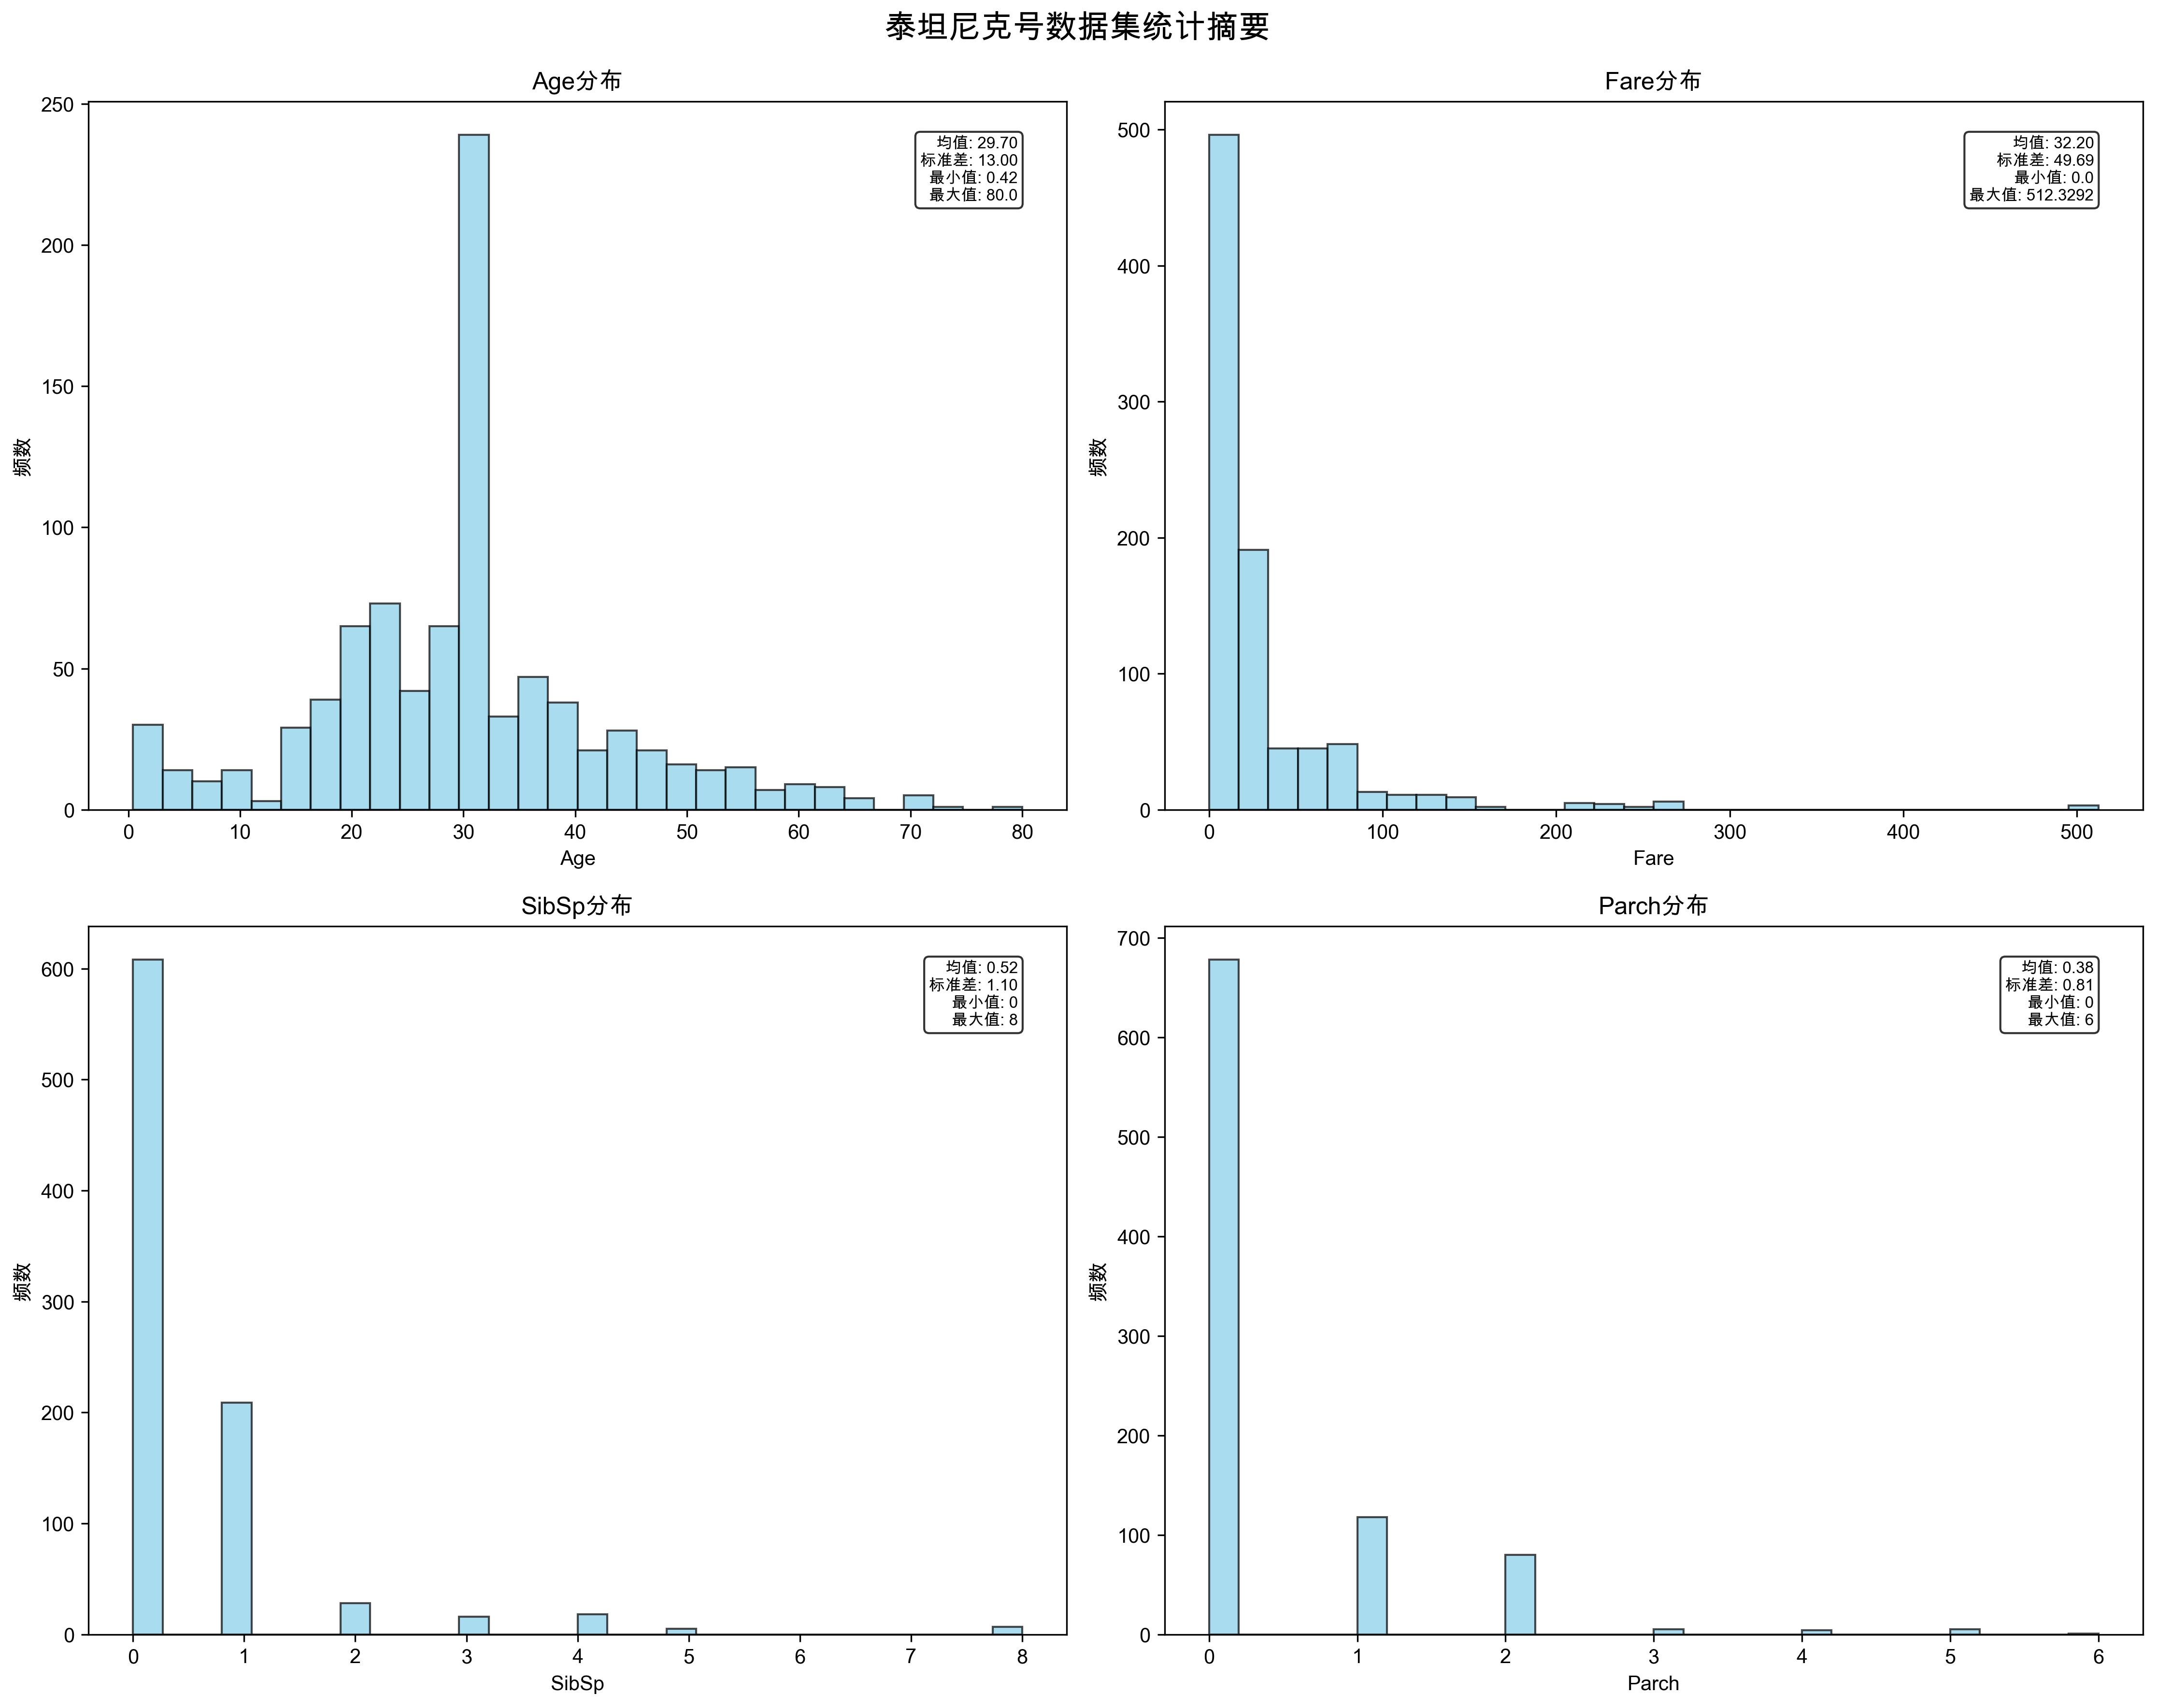 泰坦尼克号数据集统计摘要
Age分布
250
200
150
100
50
0
频数
均值: 29.70
标准差: 13.00
最小值: 0.42
最大值: 80.0
0 10 20 30 40 50 60 70 80
Age
Fare分布
500
400
300
200
100
0
频数
均值: 32.20
标准差: 49.69
最小值: 0.0
最大值: 512.3292
0 100 200 300 400 500
Fare
SibSp分布
600
500
400
300
200
100
0
频数
均值: 0.52
标准差: 1.10
最小值: 0
最大值: 8
0 1 2 3 4 5 6 7 8
SibSp
Parch分布
700
600
500
400
300
200
100
0
频数
均值: 0.38
标准差: 0.81
最小值: 0
最大值: 6
0 1 2 3 4 5 6
Parch